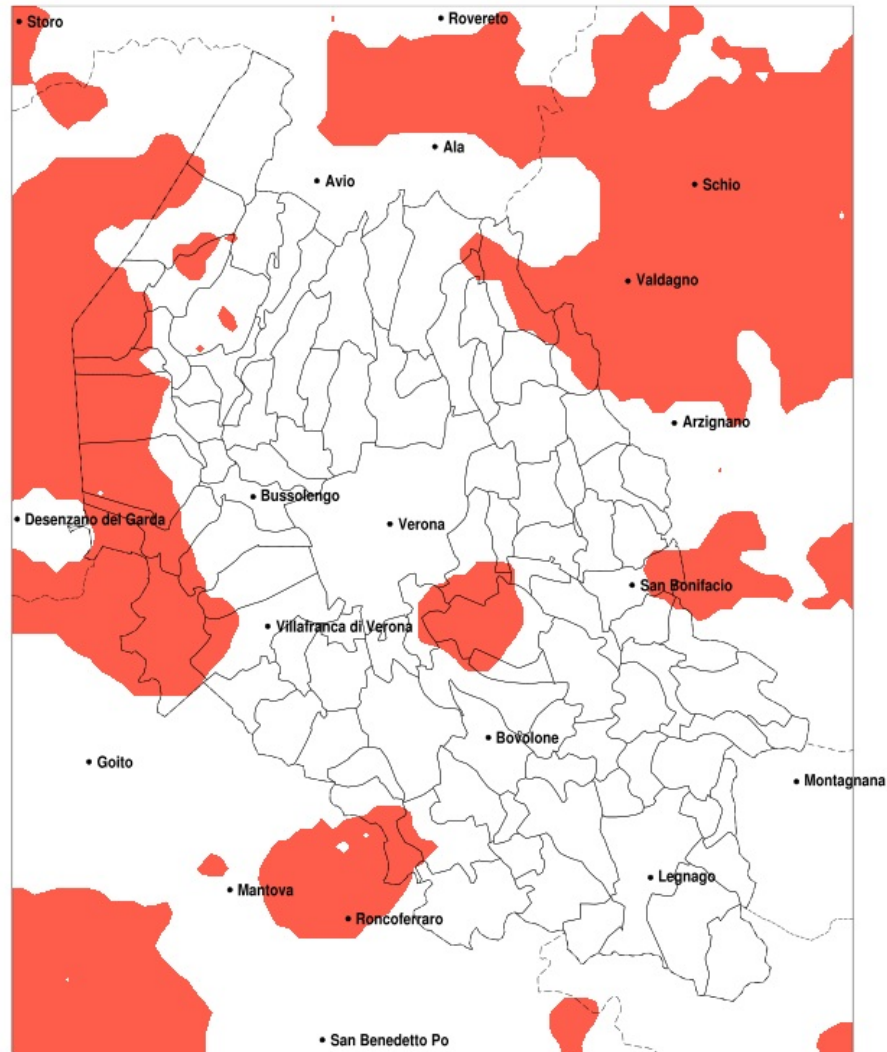 Storo
Rovereto
Ala
Avio
Schio
Valdagno
Arzignano
Bussolengo
Desenzano del Garda
Verona
San Bonifacio
Villafranca di Verona
Bovolone
Goito
Montagnana
Legnago
Mantova
Roncoferraro
San Benedetto Po